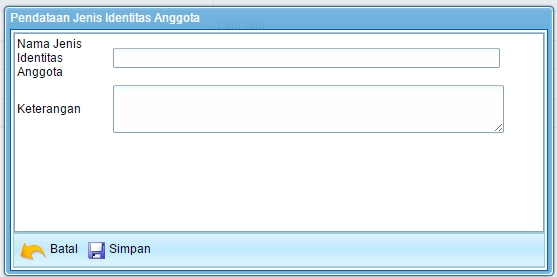 Pendataan Jenis Identitas Anggota
Nama Jenis
Identitas
Anggota
Keterangan
Batal
Simpan